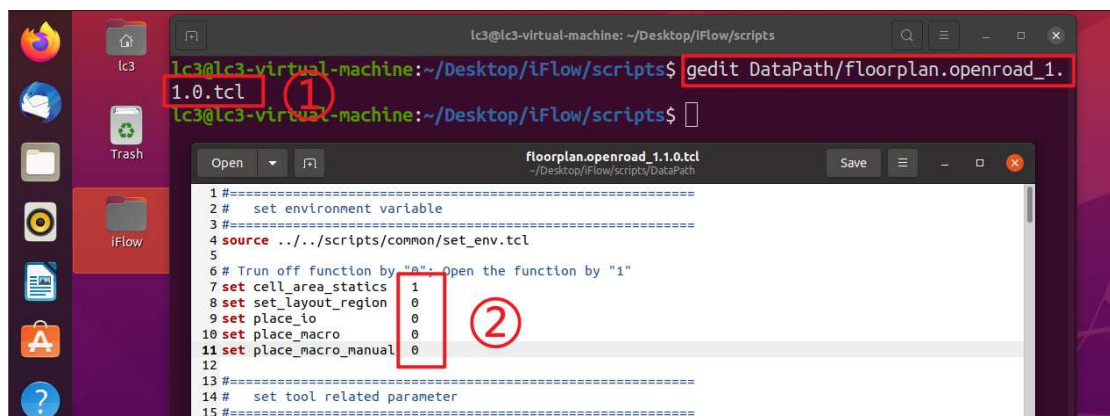 lc3@lc3-virtual-machine: ~/Desktop/iFlow/scripts
lc3
Trash
iFlow
lc3@lc3-virtual-machine:~/Desktop/iFlow/scripts$ gedit DataPath/floorplan.openroad_1.
1.0.tcl
①
lc3@lc3-virtual-machine:~/Desktop/iFlow/scripts$
Open
floorplan.openroad_1.1.0.tcl
~/Desktop/iFlow/scripts/DataPath
Save
1 #===========================================================
2 #   set environment variable
3 #===========================================================
4 source ../../scripts/common/set_env.tcl
5
6 # Trun off function by "0"; Open the function by "1"
7 set cell_area_statics   1
8 set set_layout_region   0
9 set place_io            0
10 set place_macro         0
11 set place_macro_manual  0
②
12
13 #===========================================================
14 #   set tool related parameter
15 #===========================================================